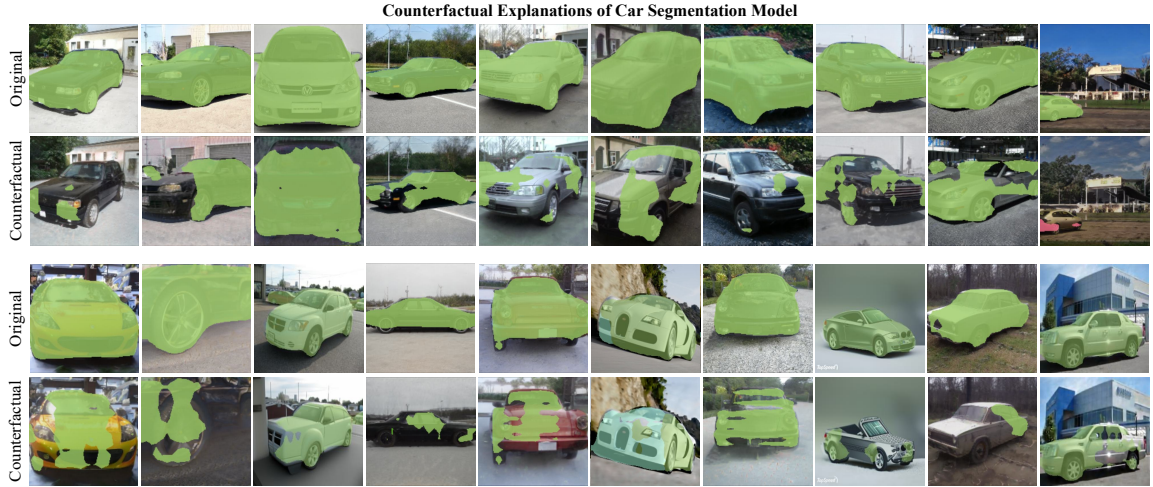 Counterfactual Explanations of Car Segmentation Model
Original
Counterfactual
Original
Counterfactual